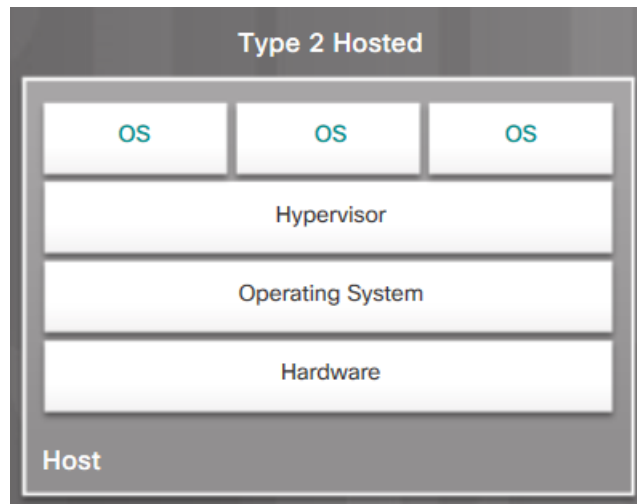 Type 2 Hosted
OS OS OS
Hypervisor
Operating System
Hardware
Host